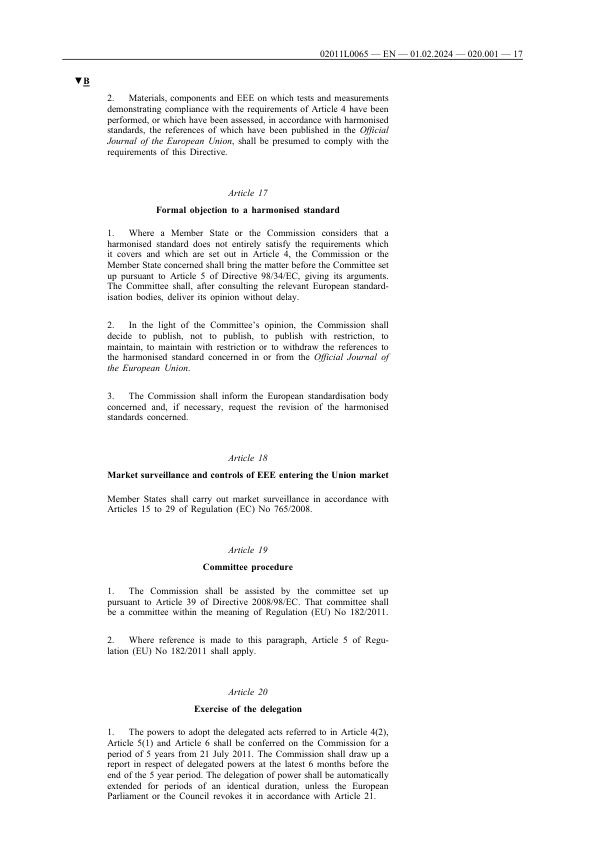 02011L0065 — EN — 01.02.2024 — 020.001 — 17
▼B
2. Materials, components and EEE on which tests and measurements
demonstrating compliance with the requirements of Article 4 have been
performed, or which have been assessed, in accordance with harmonised
standards, the references of which have been published in the Official
Journal of the European Union, shall be presumed to comply with the
requirements of this Directive.
Article 17
Formal objection to a harmonised standard
1. Where a Member State or the Commission considers that a
harmonised standard does not entirely satisfy the requirements which
it covers and which are set out in Article 4, the Commission or the
Member State concerned shall bring the matter before the Committee set
up pursuant to Article 5 of Directive 98/34/EC, giving its arguments.
The Committee shall, after consulting the relevant European standard-
isation bodies, deliver its opinion without delay.
2. In the light of the Committee’s opinion, the Commission shall
decide to publish, not to publish, to publish with restriction, to
maintain, to maintain with restriction or to withdraw the references to
the harmonised standard concerned in or from the Official Journal of
the European Union.
3. The Commission shall inform the European standardisation body
concerned and, if necessary, request the revision of the harmonised
standards concerned.
Article 18
Market surveillance and controls of EEE entering the Union market
Member States shall carry out market surveillance in accordance with
Articles 15 to 29 of Regulation (EC) No 765/2008.
Article 19
Committee procedure
1. The Commission shall be assisted by the committee set up
pursuant to Article 39 of Directive 2008/98/EC. That committee shall
be a committee within the meaning of Regulation (EU) No 182/2011.
2. Where reference is made to this paragraph, Article 5 of Regu-
lation (EU) No 182/2011 shall apply.
Article 20
Exercise of the delegation
1. The powers to adopt the delegated acts referred to in Article 4(2),
Article 5(1) and Article 6 shall be conferred on the Commission for a
period of 5 years from 21 July 2011. The Commission shall draw up a
report in respect of delegated powers at the latest 6 months before the
end of the 5 year period. The delegation of power shall be automatically
extended for periods of an identical duration, unless the European
Parliament or the Council revokes it in accordance with Article 21.